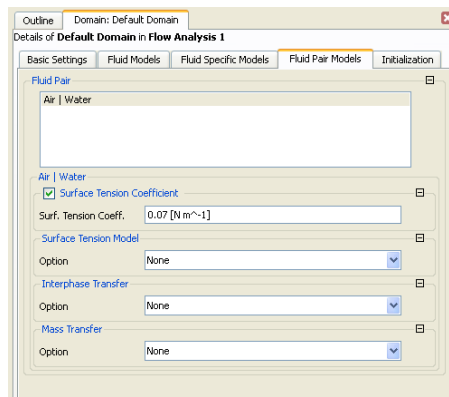 Outline Domain: Default Domain
Details of Default Domain in Flow Analysis 1
Basic Settings Fluid Models Fluid Specific Models Fluid Pair Models Initialization
Fluid Pair
Air | Water
Air | Water
Surface Tension Coefficient
Surf. Tension Coeff. 0.07 [N m^-1]
Surface Tension Model
Option None
Interphase Transfer
Option None
Mass Transfer
Option None